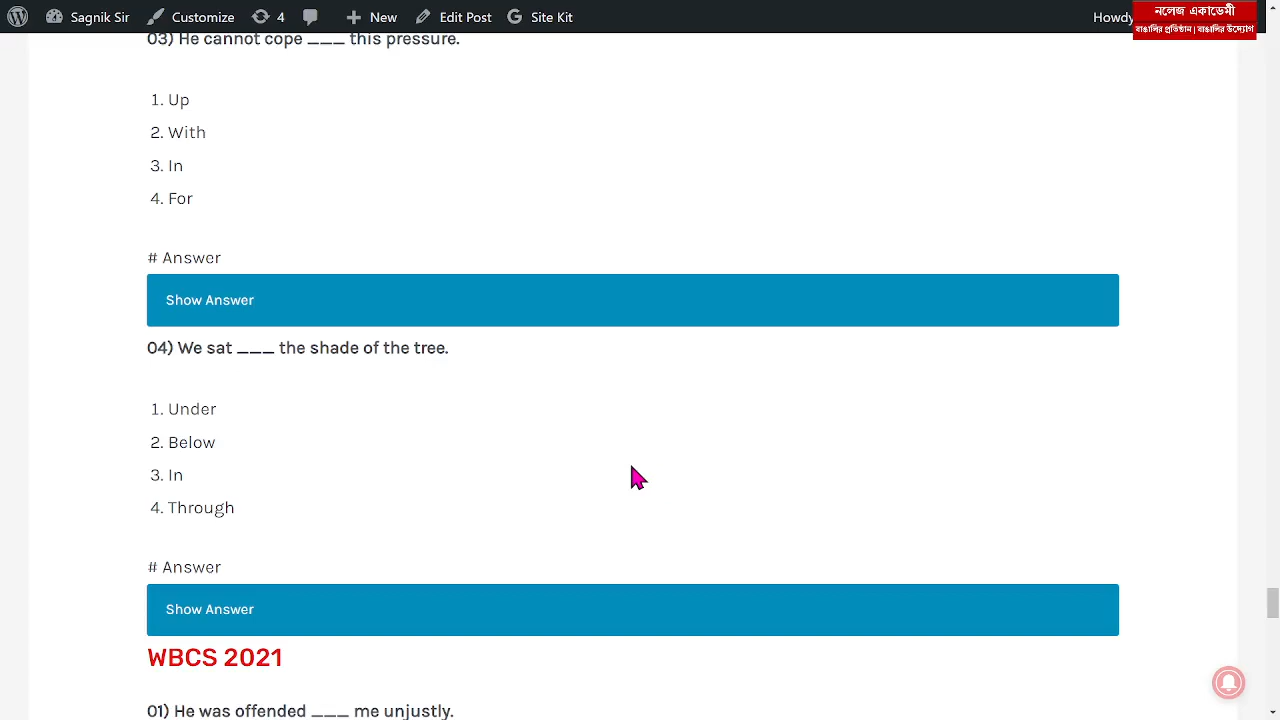 Sagnik Sir Customize 4 New Edit Post Site Kit Howdy
নলেজ একাডেমী
বাঙালির প্রতিষ্ঠান | বাঙালির উদ্যোগ
03) He cannot cope ___ this pressure.
1. Up
2. With
3. In
4. For
# Answer
Show Answer
04) We sat ___ the shade of the tree.
1. Under
2. Below
3. In
4. Through
# Answer
Show Answer
WBCS 2021
01) He was offended ___ me unjustly.